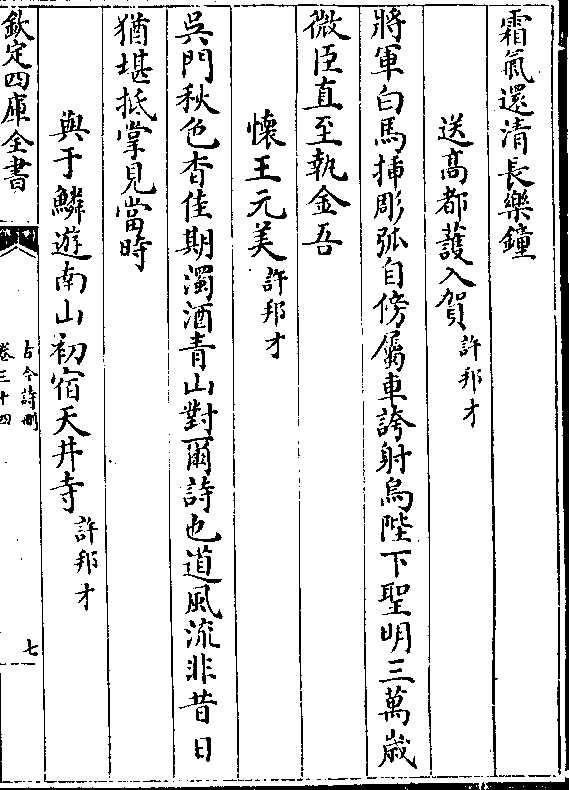 霜氣還清長樂鐘
送髙都䕶入賀許邦才
將軍白馬揷彫弧自傍屬車誇射烏陛下聖明三萬歳
微臣直至執金吾
懐王元美許邦才
吳門秋色杳佳期濁酒青山對爾詩也道風流非昔日
猶堪抵掌見當時
與于鱗遊南山初宿天井寺許邦才
欽定四庫全書
古今詩刪
卷三十四
七